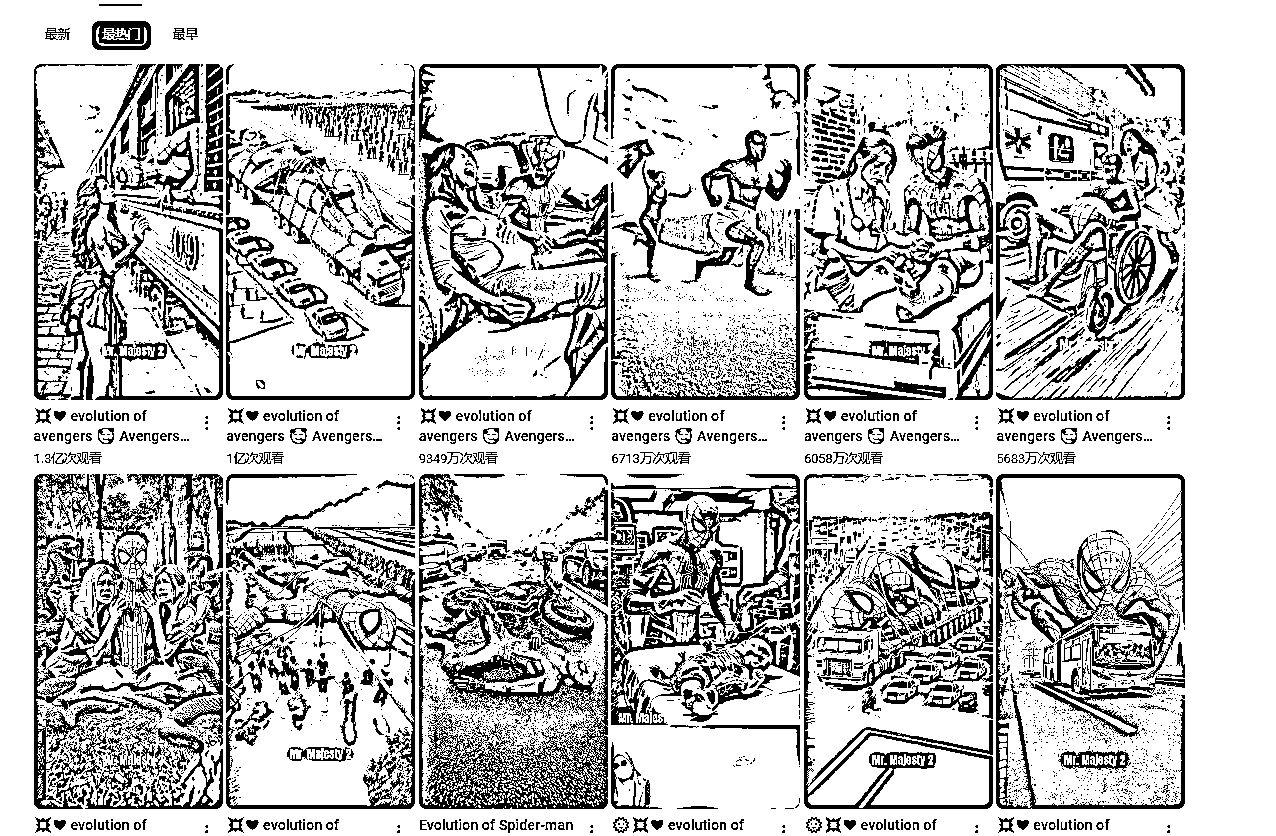 最新 最热门 最早
Mr. Majesty 2
Mr. Majesty 2
Mr. Majesty
💥❤ evolution of avengers 😍 Avengers...
1.3亿次观看
💥❤ evolution of avengers 😍 Avengers...
1亿次观看
💥❤ evolution of avengers 😍 Avengers...
9349万次观看
💥❤ evolution of avengers 😍 Avengers...
6713万次观看
💥❤ evolution of avengers 😍 Avengers...
6058万次观看
💥❤ evolution of avengers 😍 Avengers...
5683万次观看
Mr. Majesty 2
Mr. Majesty 2
Mr. Majest
Mr. Majesty 2
Mr. Majesty 2
💥❤ evolution of
💥❤ evolution of
Evolution of Spider-man
💥❤ evolution of
💥❤ evolution of
💥❤ evolution of